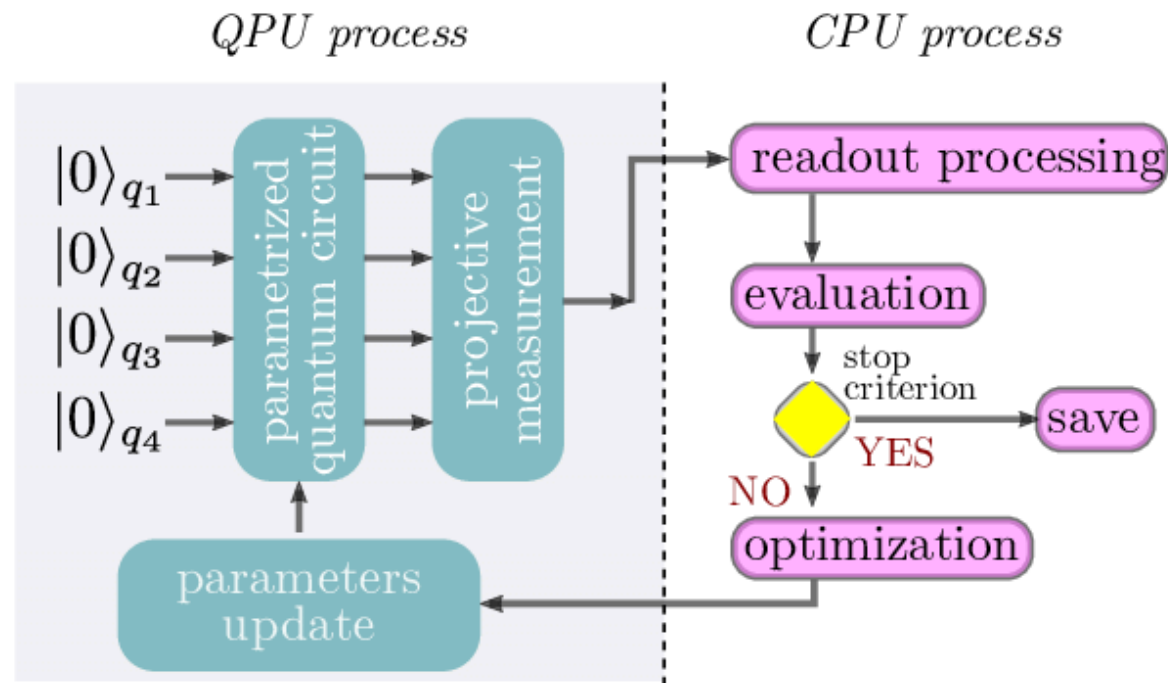 QPU process
CPU process
|0⟩q1
|0⟩q2
|0⟩q3
|0⟩q4
parametrized
quantum circuit
projective
measurement
readout processing
evaluation
stop
criterion
YES
save
NO
optimization
parameters
update